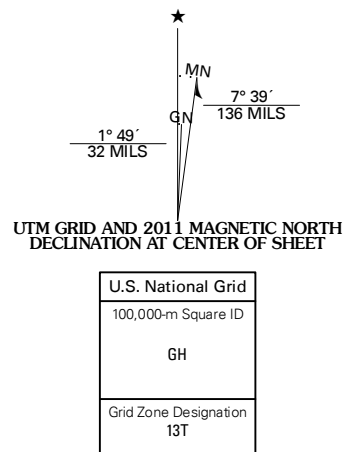 ★
MN
GN
7° 39´
136 MILS
1° 49´
32 MILS
UTM GRID AND 2011 MAGNETIC NORTH
DECLINATION AT CENTER OF SHEET
U.S. National Grid
100,000-m Square ID
GH
Grid Zone Designation
13T